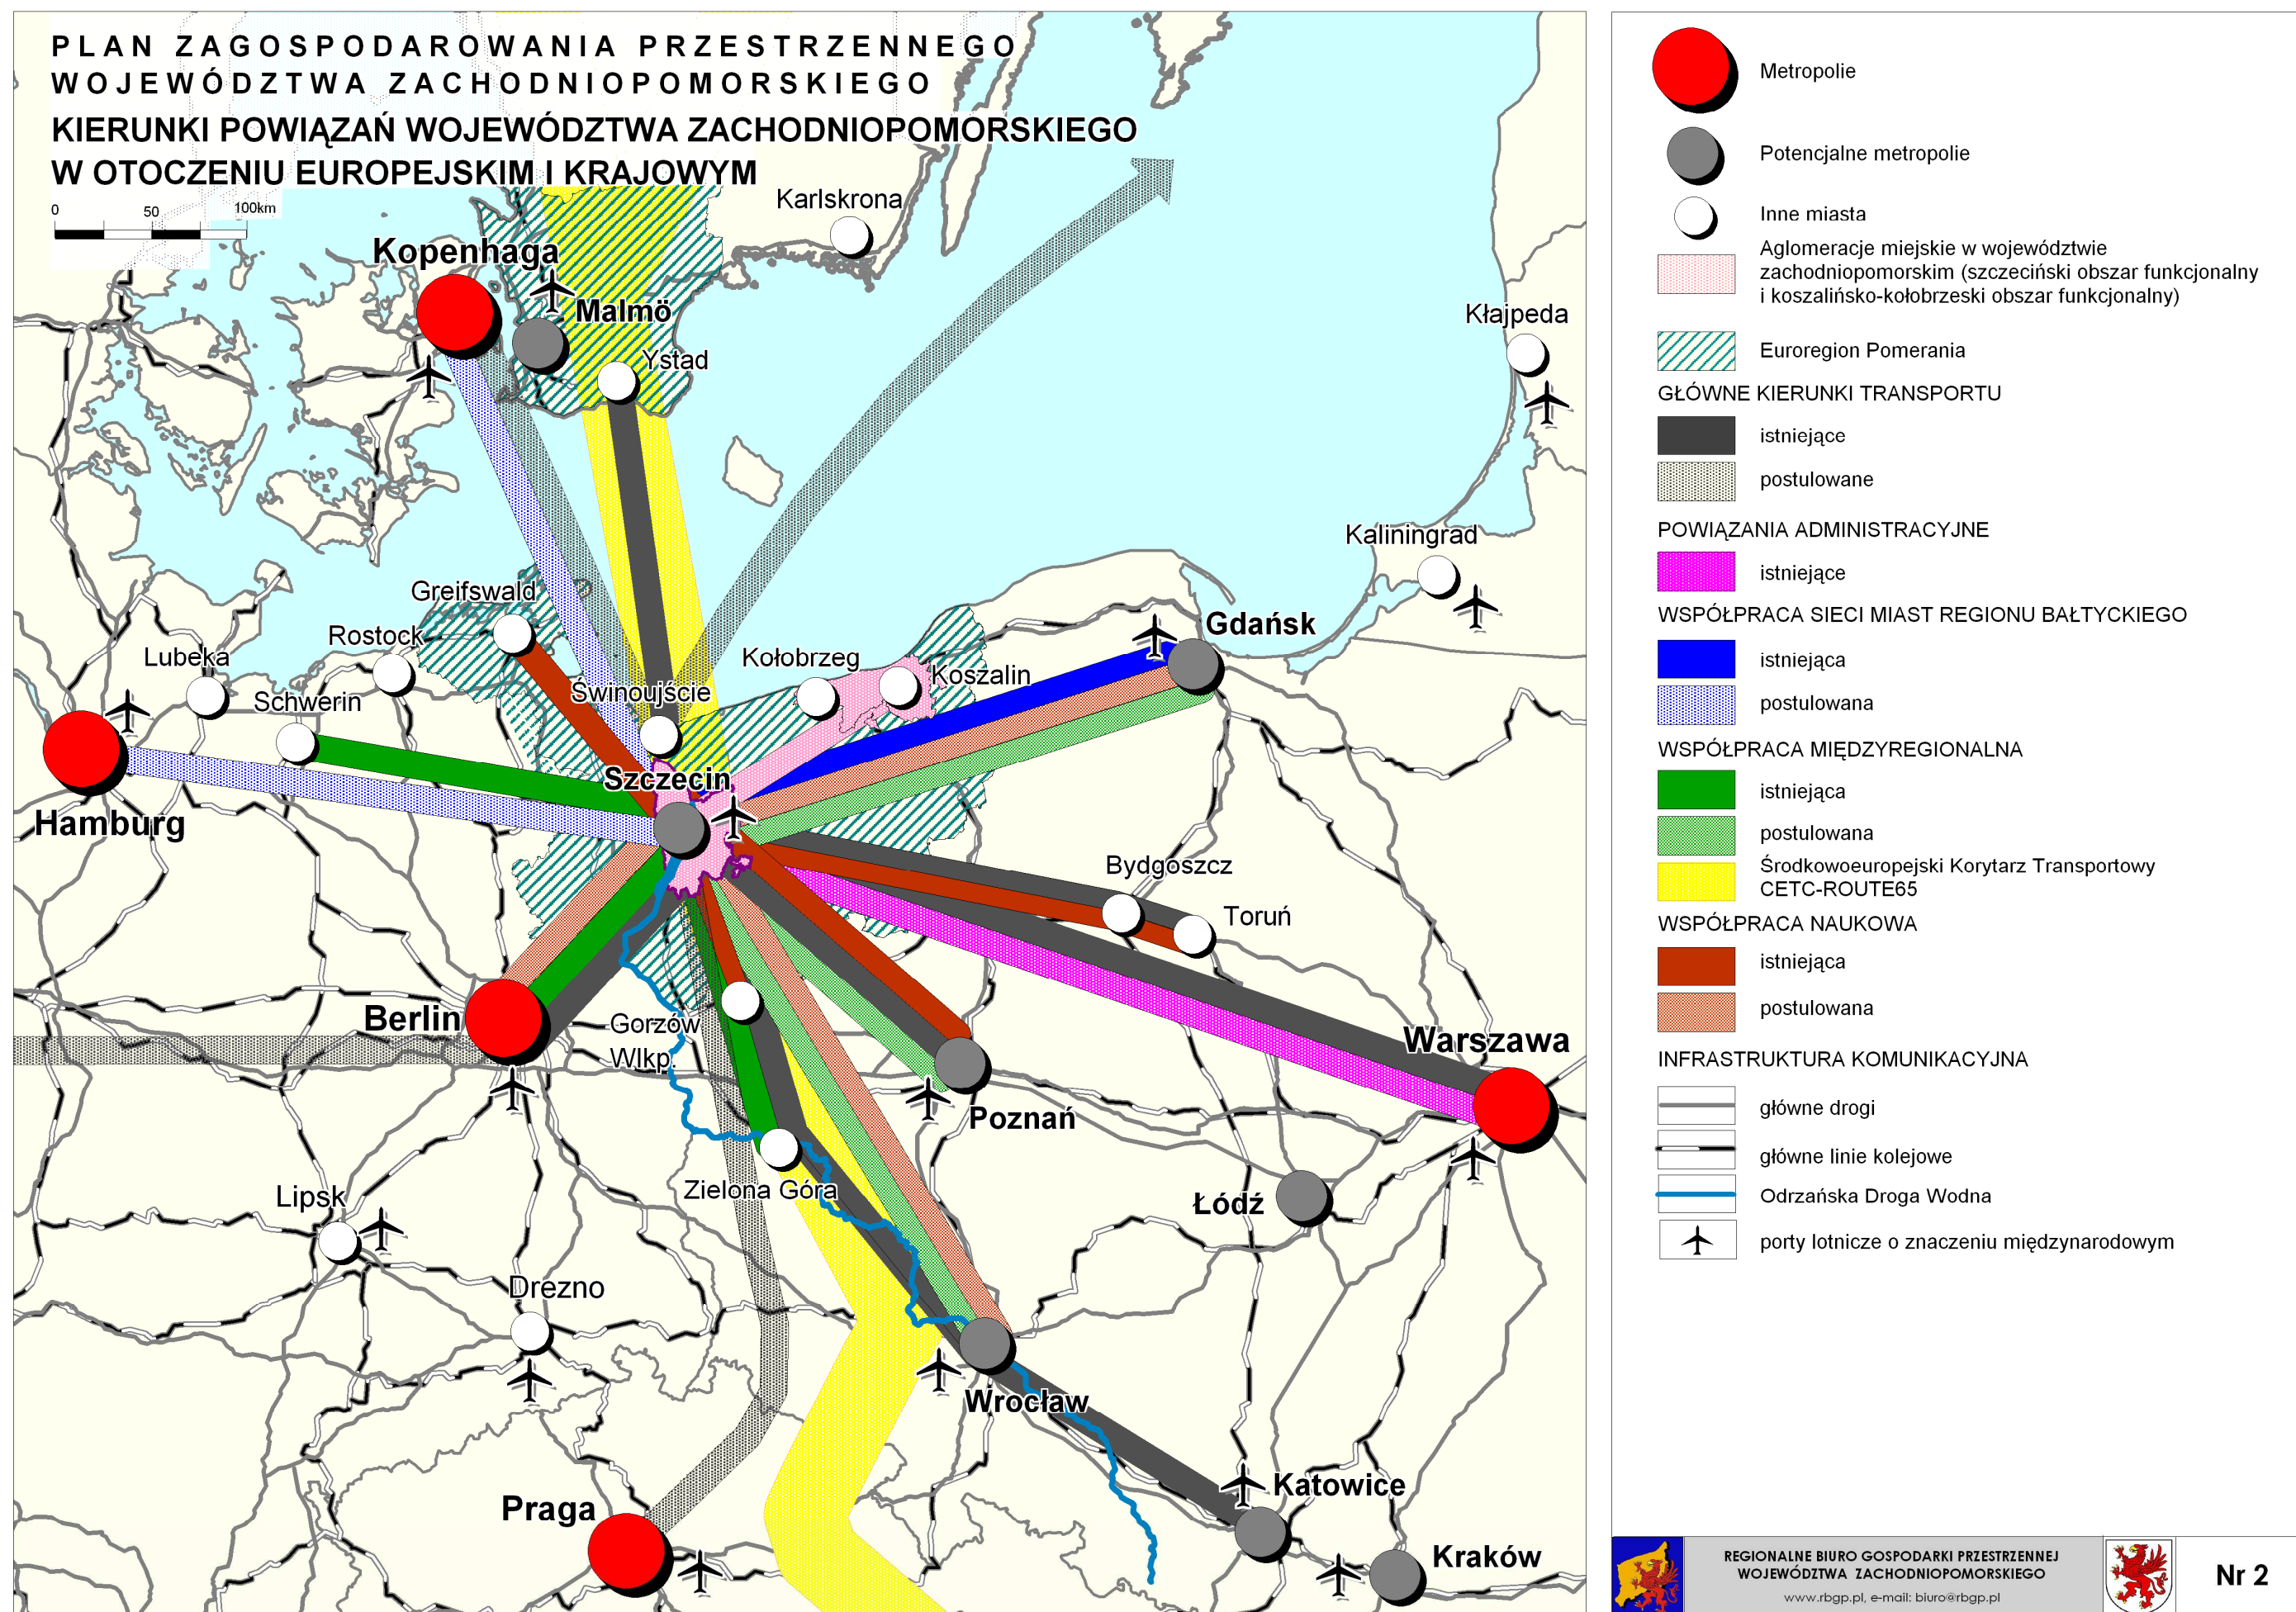 PLAN ZAGOSPODAROWANIA PRZESTRZENNEGO
WOJEWÓDZTWA ZACHODNIOPOMORSKIEGO
KIERUNKI POWIĄZAŃ WOJEWÓDZTWA ZACHODNIOPOMORSKIEGO
W OTOCZENIU EUROPEJSKIM I KRAJOWYM
0 50 100km
Karlskrona
Kopenhaga
Malmö
Ystad
Kłajpeda
Kaliningrad
Greifswald
Rostock
Lubeka
Schwerin
Świnoujście
Kołobrzeg
Koszalin
Gdańsk
Szczecin
Hamburg
Bydgoszcz
Toruń
Berlin
Gorzów
Wlkp.
Warszawa
Poznań
Zielona Góra
Łódź
Lipsk
Drezno
Wrocław
Katowice
Praga
Kraków
Metropolie
Potencjalne metropolie
Inne miasta
Aglomeracje miejskie w województwie
zachodniopomorskim (szczeciński obszar funkcjonalny
i koszalińsko-kołobrzeski obszar funkcjonalny)
Euroregion Pomerania
GŁÓWNE KIERUNKI TRANSPORTU
istniejące
postulowane
POWIĄZANIA ADMINISTRACYJNE
istniejące
WSPÓŁPRACA SIECI MIAST REGIONU BAŁTYCKIEGO
istniejąca
postulowana
WSPÓŁPRACA MIĘDZYREGIONALNA
istniejąca
postulowana
Środkowoeuropejski Korytarz Transportowy
CETC-ROUTE65
WSPÓŁPRACA NAUKOWA
istniejąca
postulowana
INFRASTRUKTURA KOMUNIKACYJNA
główne drogi
główne linie kolejowe
Odrzańska Droga Wodna
porty lotnicze o znaczeniu międzynarodowym
REGIONALNE BIURO GOSPODARKI PRZESTRZENNEJ
WOJEWÓDZTWA ZACHODNIOPOMORSKIEGO
www.rbgp.pl, e-mail: biuro@rbgp.pl
Nr 2